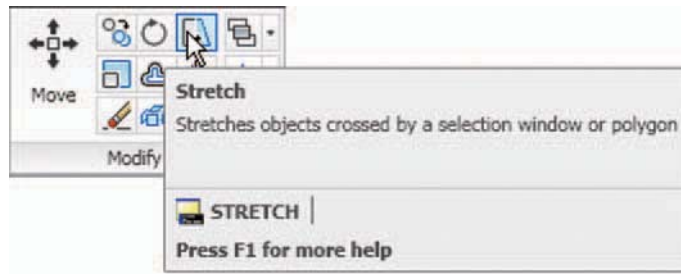 Move
Modify
Stretch
Stretches objects crossed by a selection window or polygon
STRETCH
Press F1 for more help